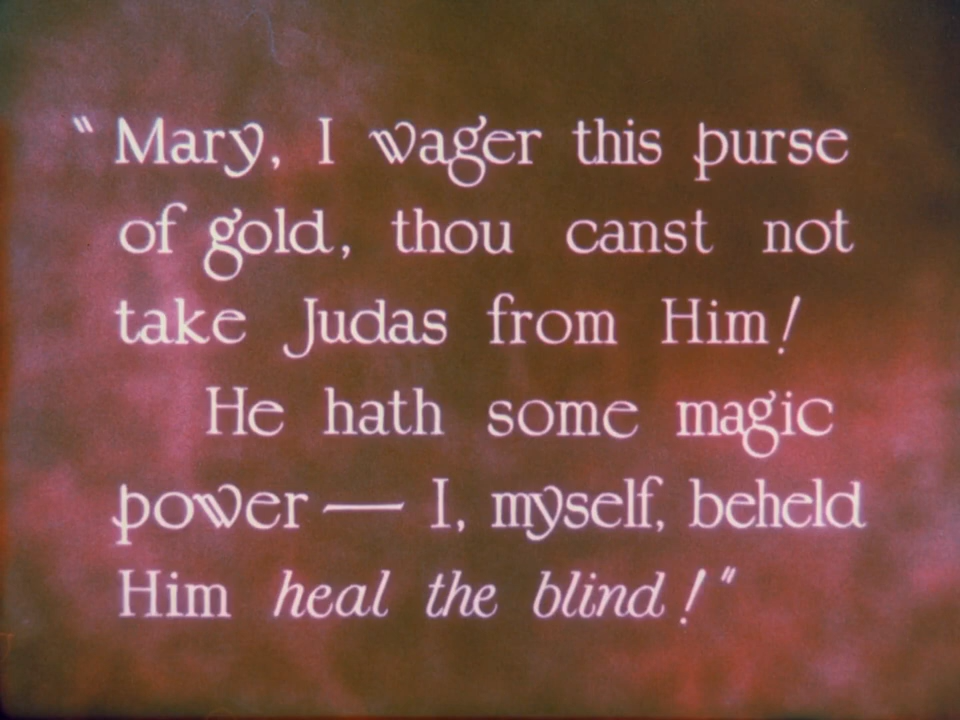 "Mary, I wager this purse
of gold, thou canst not
take Judas from Him!
He hath some magic
power — I, myself, beheld
Him heal the blind!"